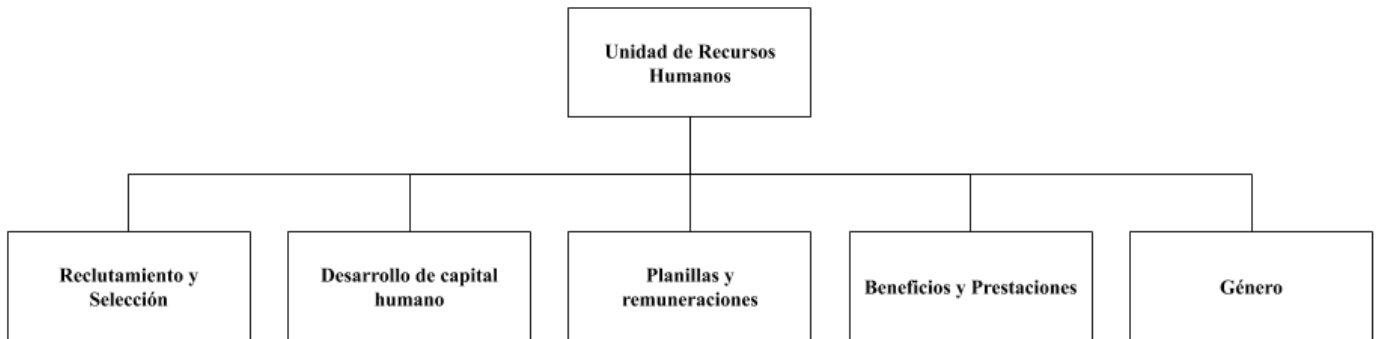 Unidad de Recursos
Humanos
Reclutamiento y
Selección
Desarrollo de capital
humano
Planillas y
remuneraciones
Beneficios y Prestaciones
Género